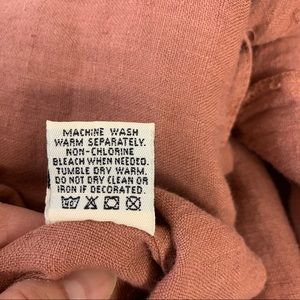 MACHINE WASH
WARM SEPARATELY.
NON-CHLORINE
BLEACH WHEN NEEDED.
TUMBLE DRY WARM.
DO NOT DRY CLEAN OR
IRON IF DECORATED.